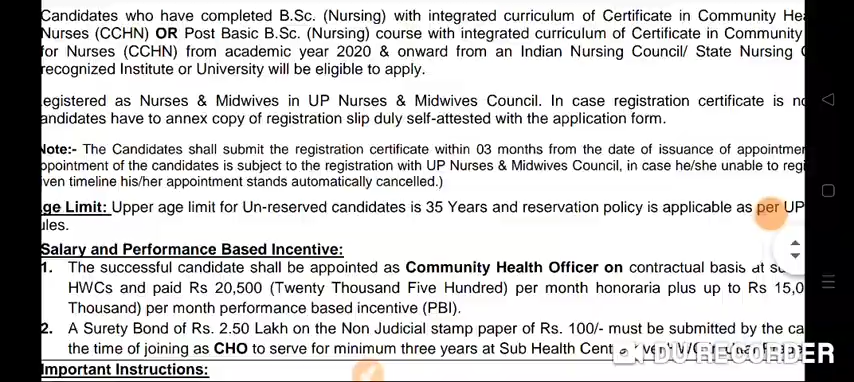 Candidates who have completed B.Sc. (Nursing) with integrated curriculum of Certificate in Community Hea
Nurses (CCHN) OR Post Basic B.Sc. (Nursing) course with integrated curriculum of Certificate in Community
for Nurses (CCHN) from academic year 2020 & onward from an Indian Nursing Council/ State Nursing
recognized Institute or University will be eligible to apply.
egistered as Nurses & Midwives in UP Nurses & Midwives Council. In case registration certificate is no
andidates have to annex copy of registration slip duly self-attested with the application form.
Note:- The Candidates shall submit the registration certificate within 03 months from the date of issuance of appointmen
ppointment of the candidates is subject to the registration with UP Nurses & Midwives Council, in case he/she unable to regi
iven timeline his/her appointment stands automatically cancelled.)
ge Limit: Upper age limit for Un-reserved candidates is 35 Years and reservation policy is applicable as per UP
ules.
Salary and Performance Based Incentive:
1. The successful candidate shall be appointed as Community Health Officer on contractual basis at
HWCs and paid Rs 20,500 (Twenty Thousand Five Hundred) per month honoraria plus up to Rs 15,0
Thousand) per month performance based incentive (PBI).
2. A Surety Bond of Rs. 2.50 Lakh on the Non Judicial stamp paper of Rs. 100/- must be submitted by the ca
the time of joining as CHO to serve for minimum three years at Sub Health Cent
DU RECORDER
Important Instructions: